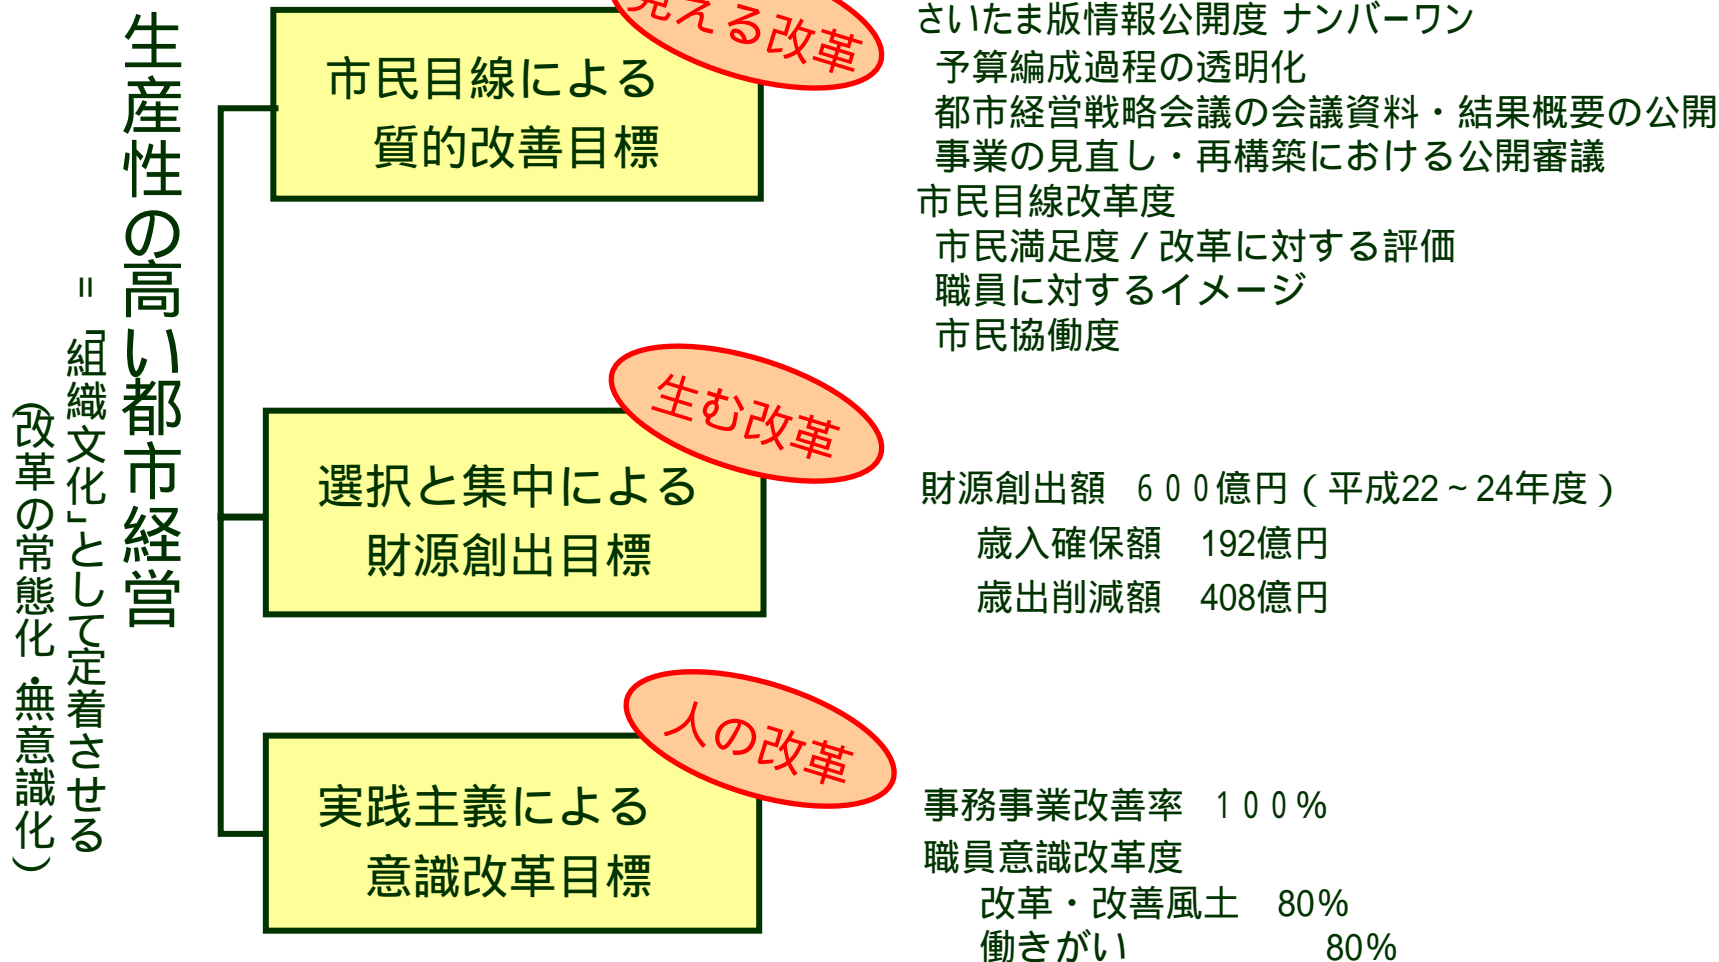 生産性の高い都市経営
=「組織文化」として定着させる
(改革の常態化・無意識化)
見える改革
市民目線による
質的改善目標
さいたま版情報公開度 ナンバーワン
予算編成過程の透明化
都市経営戦略会議の会議資料・結果概要の公開
事業の見直し・再構築における公開審議
市民目線改革度
市民満足度/改革に対する評価
職員に対するイメージ
市民協働度
生む改革
選択と集中による
財源創出目標
財源創出額 600億円(平成22~24年度)
歳入確保額 192億円
歳出削減額 408億円
人の改革
実践主義による
意識改革目標
事務事業改善率 100%
職員意識改革度
改革・改善風土 80%
働きがい 80%